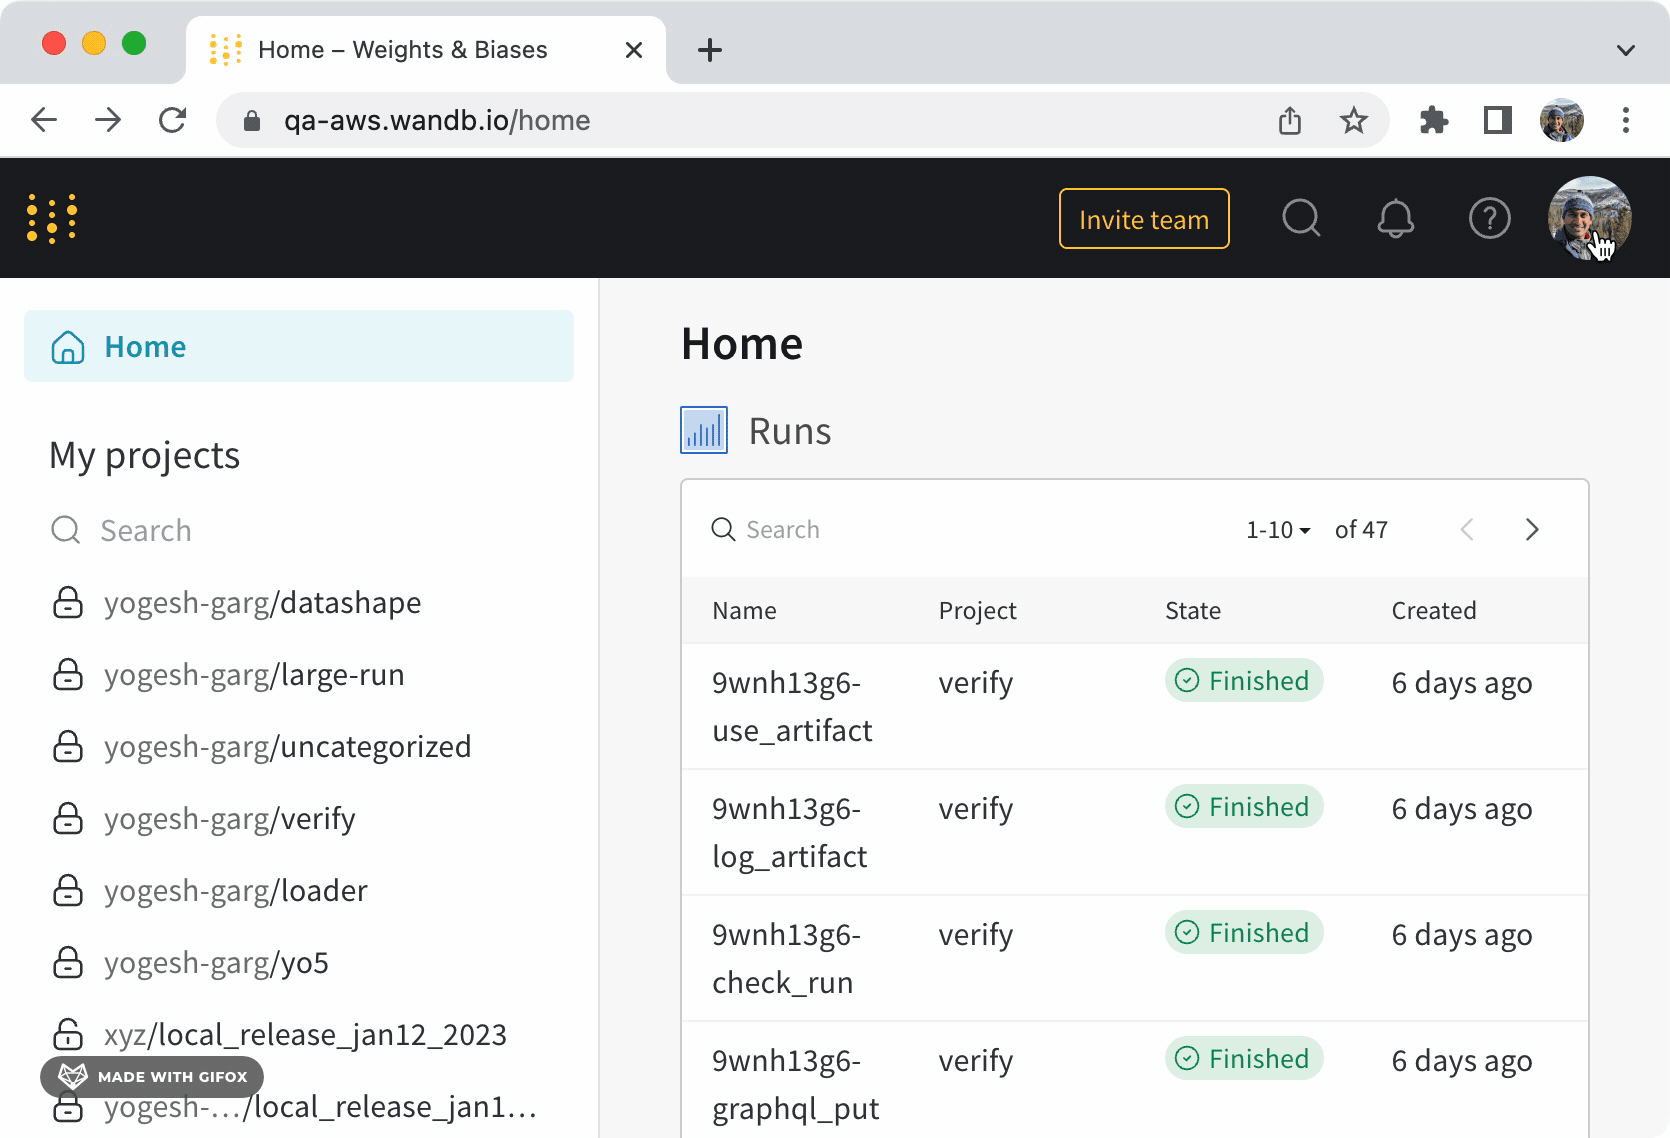 Home – Weights & Biases
qa-aws.wandb.io/home
Invite team
Home
My projects
Search
yogesh-garg/datashape
yogesh-garg/large-run
yogesh-garg/uncategorized
yogesh-garg/verify
yogesh-garg/loader
yogesh-garg/yo5
xyz/local_release_jan12_2023
MADE WITH GIFOX
yogesh-…/local_release_jan1…
Home
Runs
Search 1-10 of 47
Name Project State Created
9wnh13g6- verify Finished 6 days ago
use_artifact
9wnh13g6- verify Finished 6 days ago
log_artifact
9wnh13g6- verify Finished 6 days ago
check_run
9wnh13g6- verify Finished 6 days ago
graphql_put